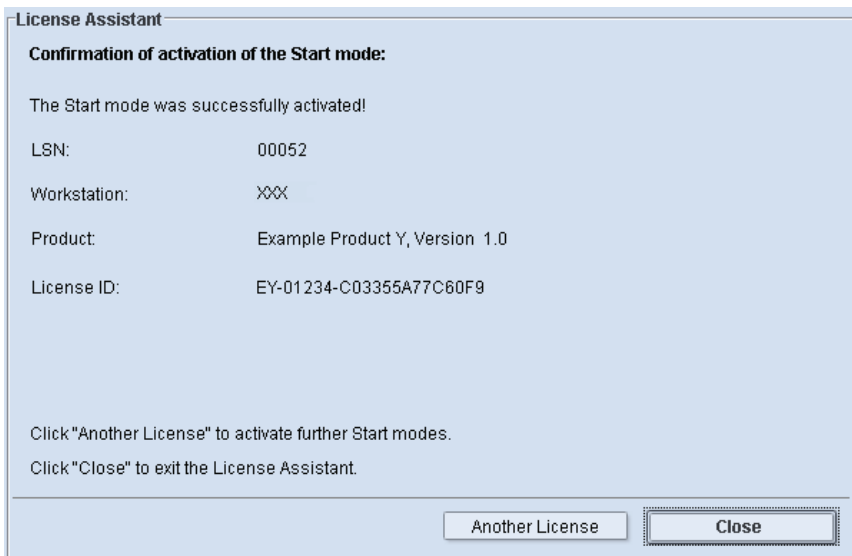 License Assistant
Confirmation of activation of the Start mode:
The Start mode was successfully activated!
LSN: 00052
Workstation: XXX
Product: Example Product Y, Version 1.0
License ID: EY-01234-C03355A77C60F9
Click "Another License" to activate further Start modes.
Click "Close" to exit the License Assistant.
Another License Close